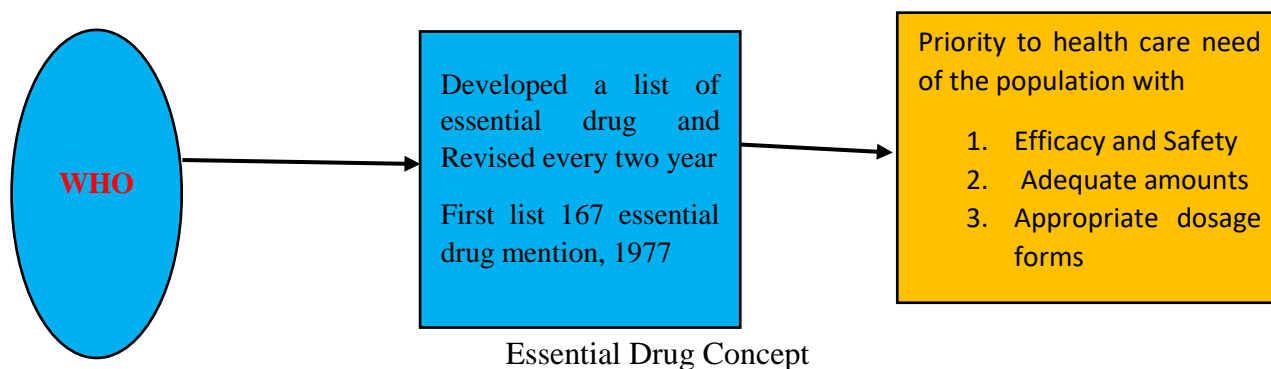 WHO
Developed a list of
essential drug and
Revised every two year
First list 167 essential
drug mention, 1977
Priority to health care need
of the population with
1. Efficacy and Safety
2. Adequate amounts
3. Appropriate dosage
forms
Essential Drug Concept